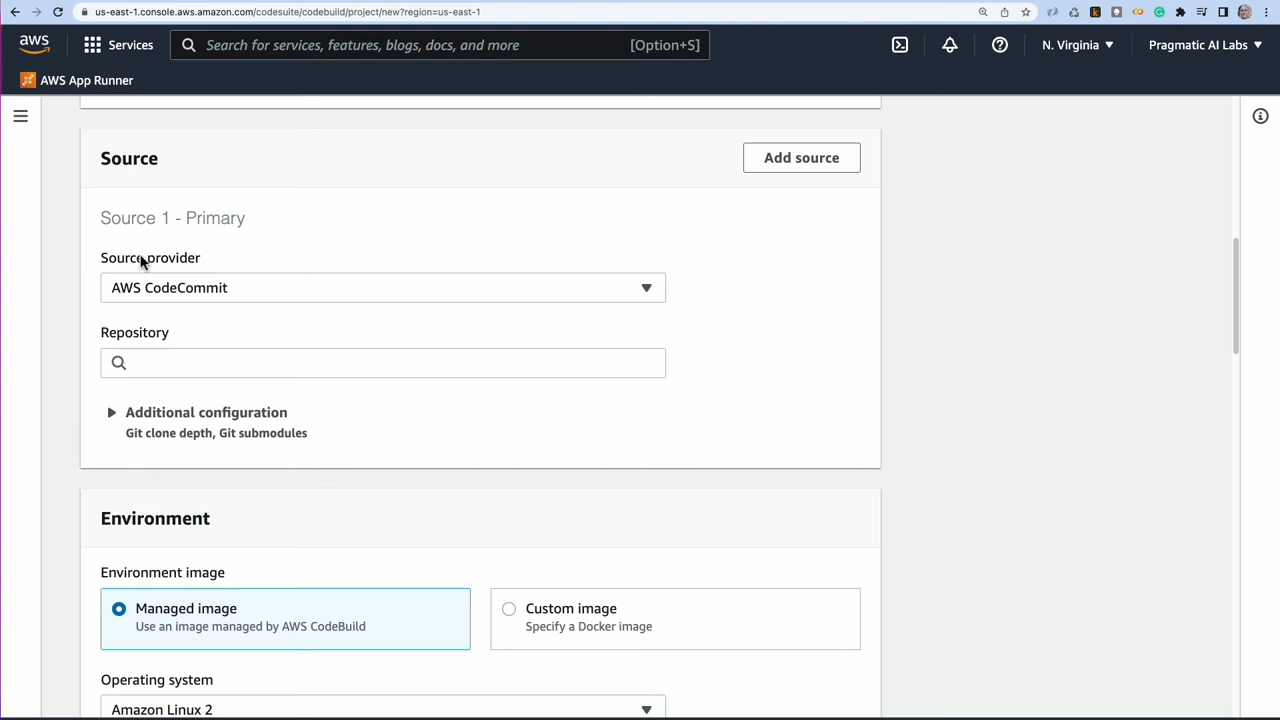 us-east-1.console.aws.amazon.com/codesuite/codebuild/project/new?region=us-east-1
aws
Services
Search for services, features, blogs, docs, and more
[Option+S]
N. Virginia
Pragmatic AI Labs
AWS App Runner
Source
Add source
Source 1 - Primary
Source provider
AWS CodeCommit
Repository
Additional configuration
Git clone depth, Git submodules
Environment
Environment image
Managed image
Use an image managed by AWS CodeBuild
Custom image
Specify a Docker image
Operating system
Amazon Linux 2